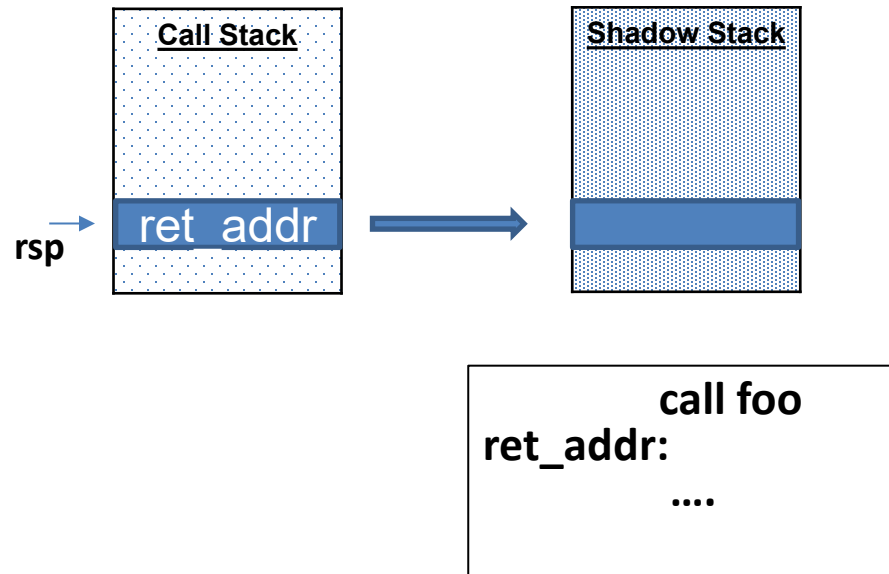 Call Stack
Shadow Stack
ret_addr
rsp
call foo
ret_addr:
....